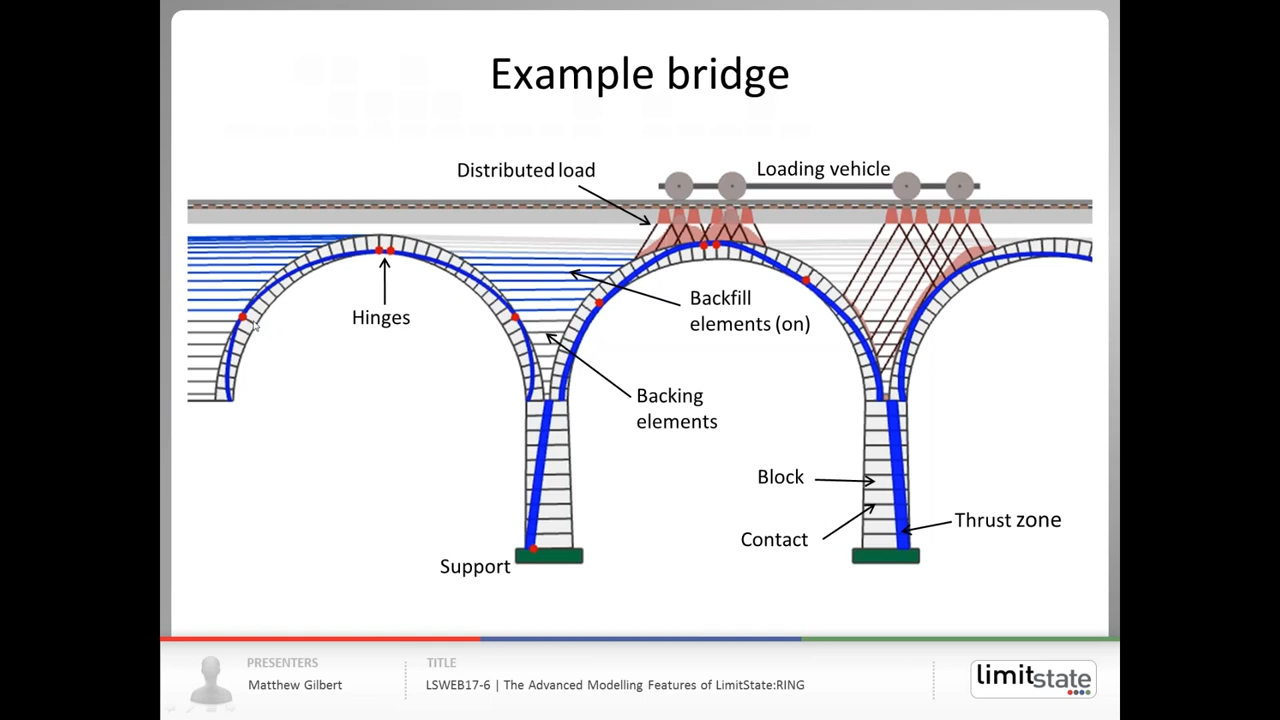 Example bridge
Distributed load
Loading vehicle
Hinges
Backfill
elements (on)
Backing
elements
Block
Contact
Thrust zone
Support
PRESENTERS
Matthew Gilbert
TITLE
LSWEB17-6 | The Advanced Modelling Features of LimitState:RING
limitstate